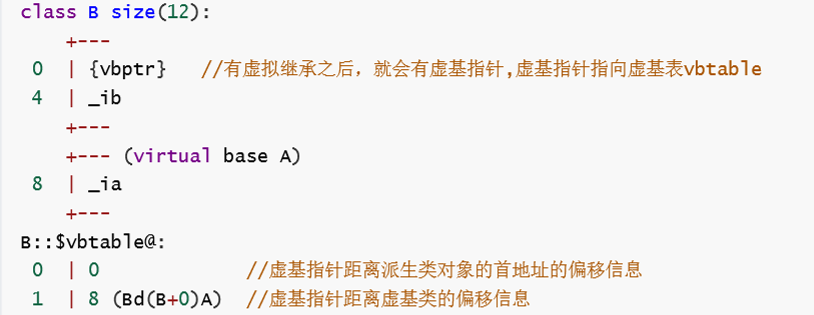 class B size(12):
+---
0 | {vbptr} //有虚拟继承之后，就会有虚基指针,虚基指针指向虚基表vbtable
4 | _ib
+---
+--- (virtual base A)
8 | _ia
+---
B::$vbtable@:
0 | 0 //虚基指针距离派生类对象的首地址的偏移信息
1 | 8 (Bd(B+0)A) //虚基指针距离虚基类的偏移信息